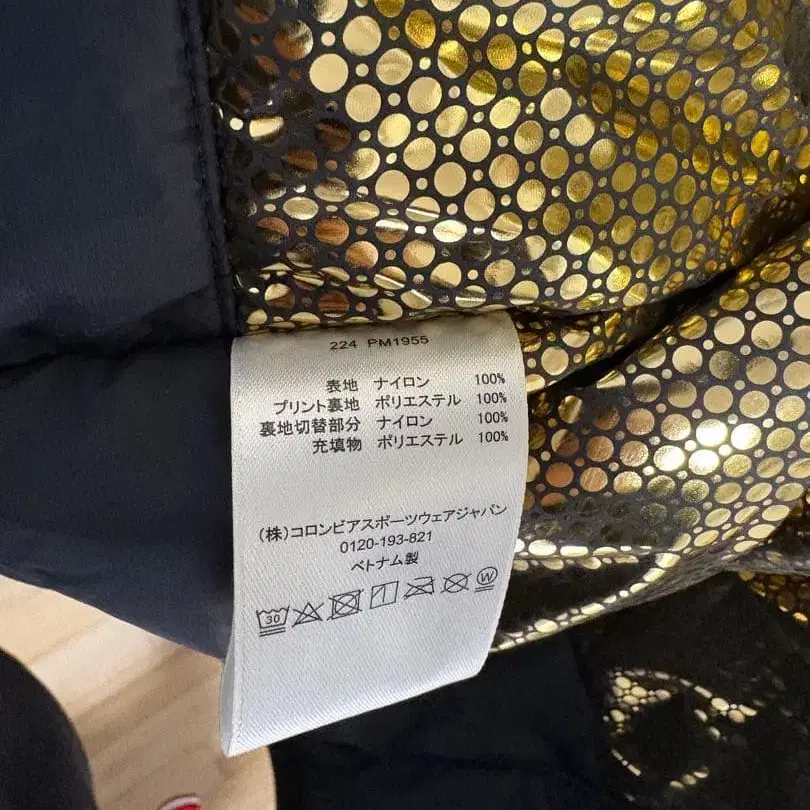 224 PM1955
表地 ナイロン 100%
プリント裏地 ポリエステル 100%
裏地切替部分 ナイロン 100%
充填物 ポリエステル 100%
(株)コロンビアスポーツウェアジャパン
0120-193-821
ベトナム製
30 W